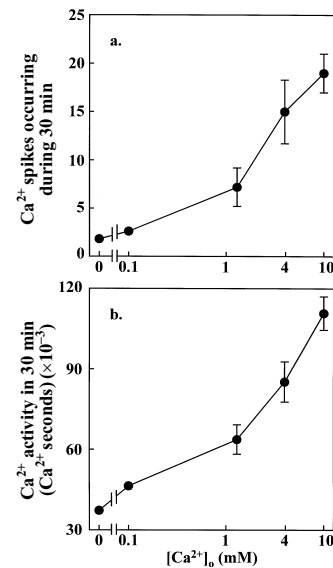 a.
Ca²⁺ spikes occurring
during 30 min
25
20
15
10
5
0
0 0.1 1 4 10
b.
Ca²⁺ activity in 30 min
(Ca²⁺ seconds) (×10⁻³)
120
90
60
30
0 0.1 1 4 10
[Ca²⁺]ₒ (mM)